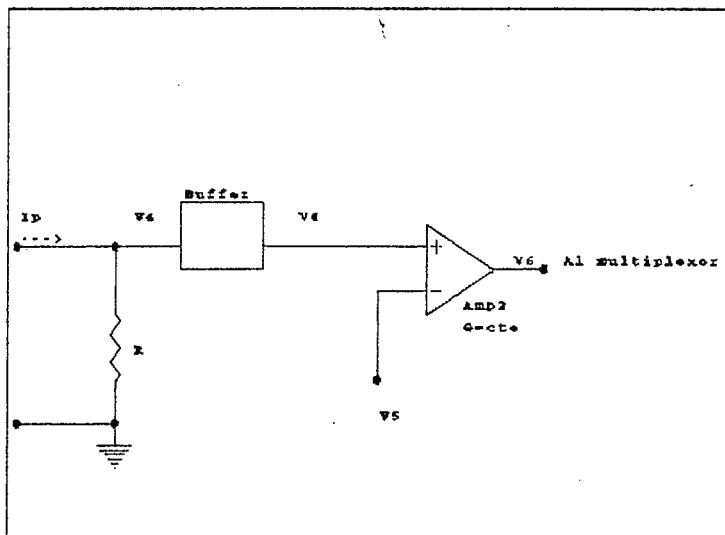 Buffer
Ip
V4
V4
--->
+
V6
Al multiplexor
-
Amp2
G=cte
R
V5